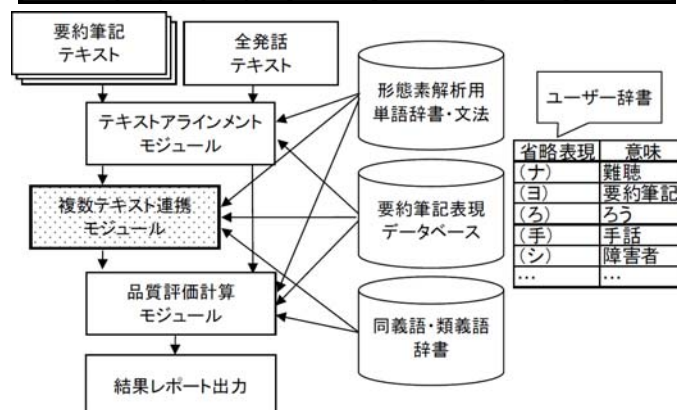 要約筆記
テキスト
全発話
テキスト
テキストアラインメント
モジュール
複数テキスト連携
モジュール
品質評価計算
モジュール
結果レポート出力
形態素解析用
単語辞書・文法
要約筆記表現
データベース
同義語・類義語
辞書
ユーザー辞書
省略表現 意味
(ナ) 難聴
(ヨ) 要約筆記
(ろ) ろう
(手) 手話
(シ) 障害者
… …